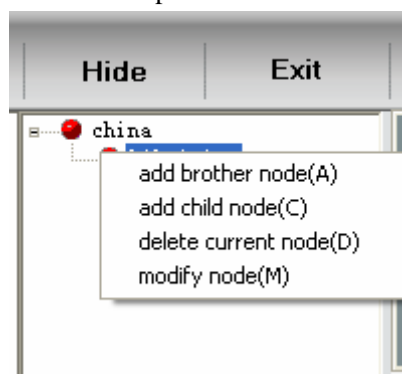 Hide Exit
china
add brother node(A)
add child node(C)
delete current node(D)
modify node(M)